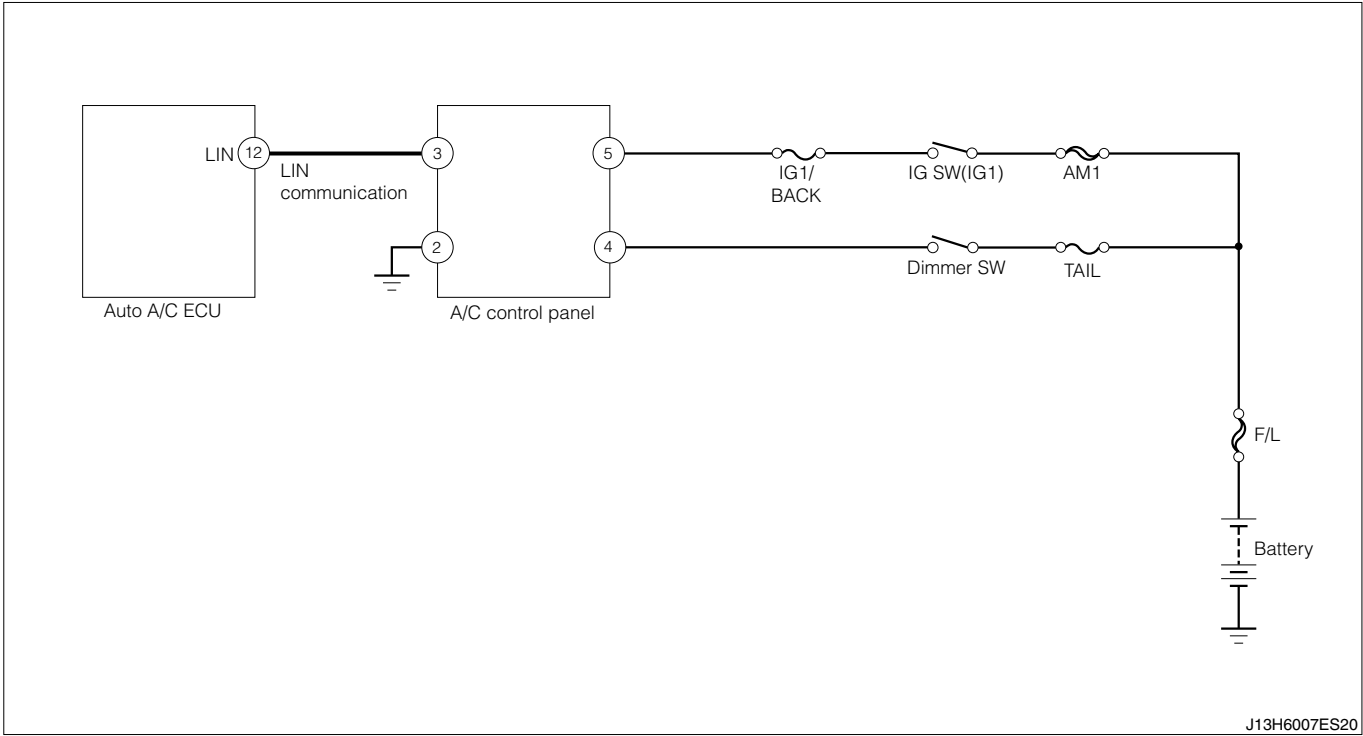 LIN
12
LIN
communication
3
5
IG1/
BACK
IG SW(IG1)
AM1
2
4
Dimmer SW
TAIL
Auto A/C ECU
A/C control panel
F/L
Battery
J13H6007ES20